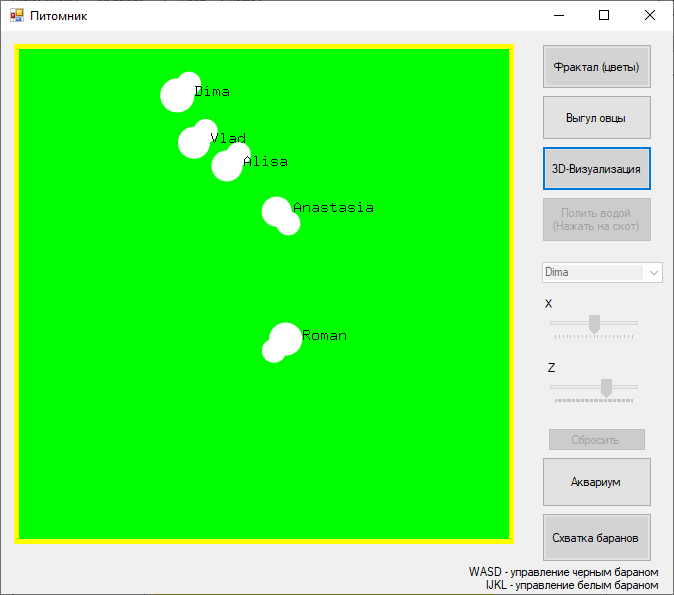 Питомник
Dima
Vlad
Alisa
Anastasia
Roman
Фрактал (цветы)
Выгул овцы
3D-Визуализация
Полить водой
(Нажать на скот)
Dima
X
Z
Сбросить
Аквариум
Схватка баранов
WASD - управление черным бараном
IJKL - управление белым бараном